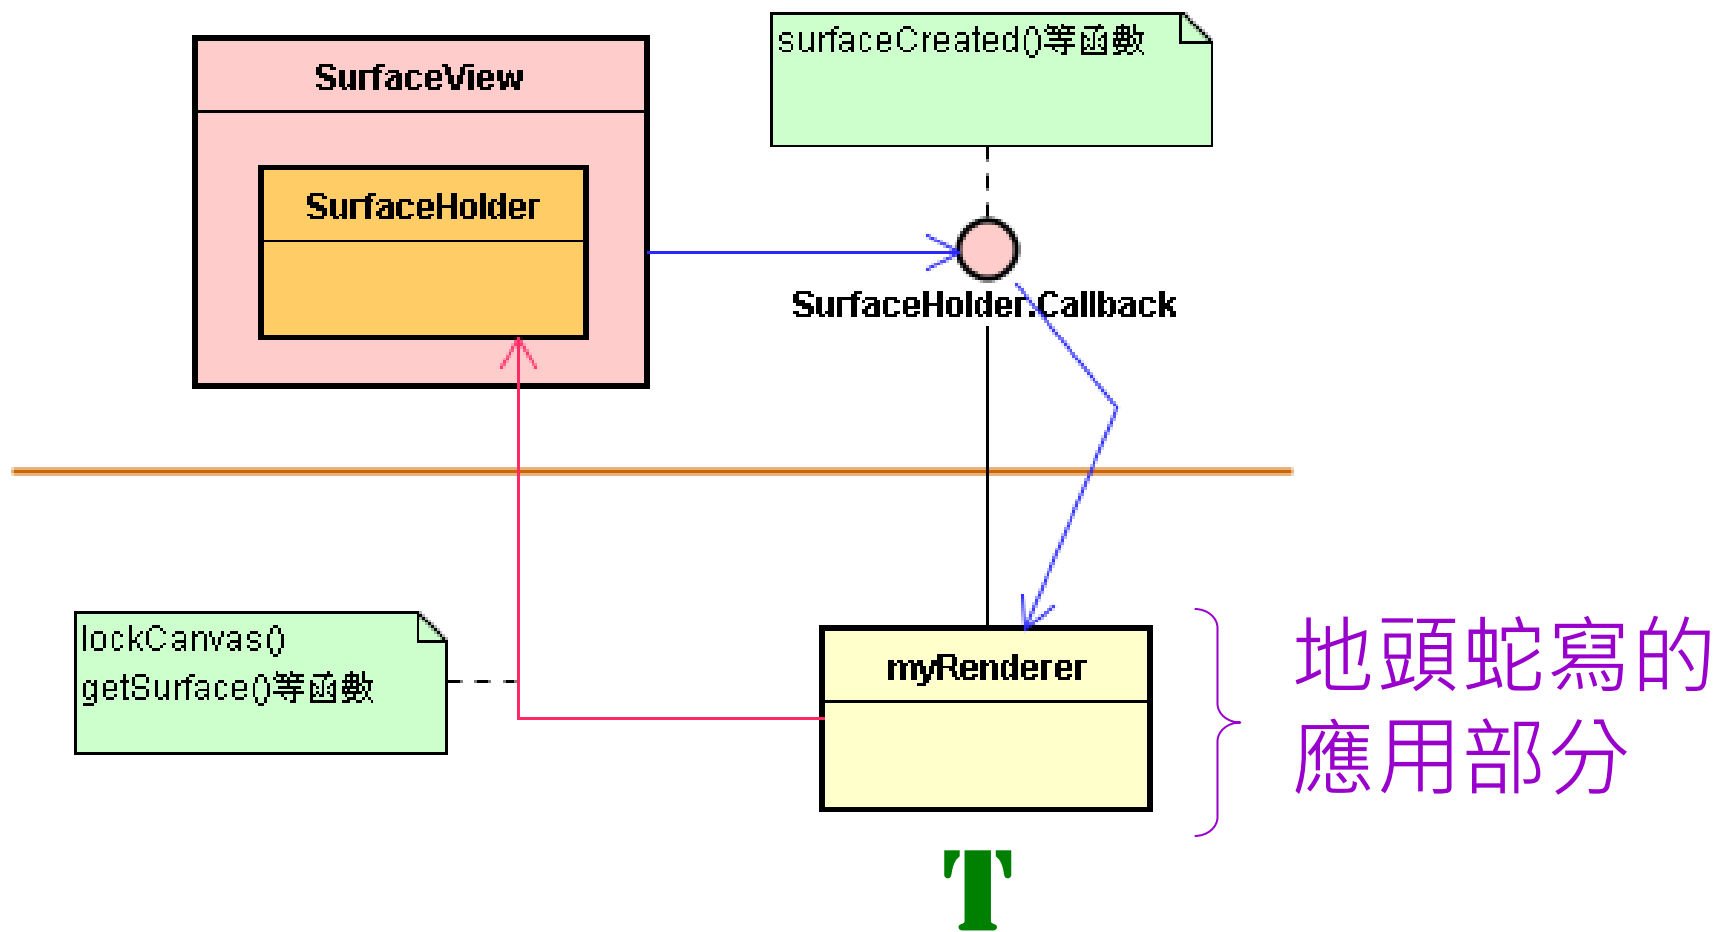 surfaceCreated()等函數
SurfaceView
SurfaceHolder
SurfaceHolder.Callback
lockCanvas()
getSurface()等函數
myRenderer
地頭蛇寫的
應用部分
T